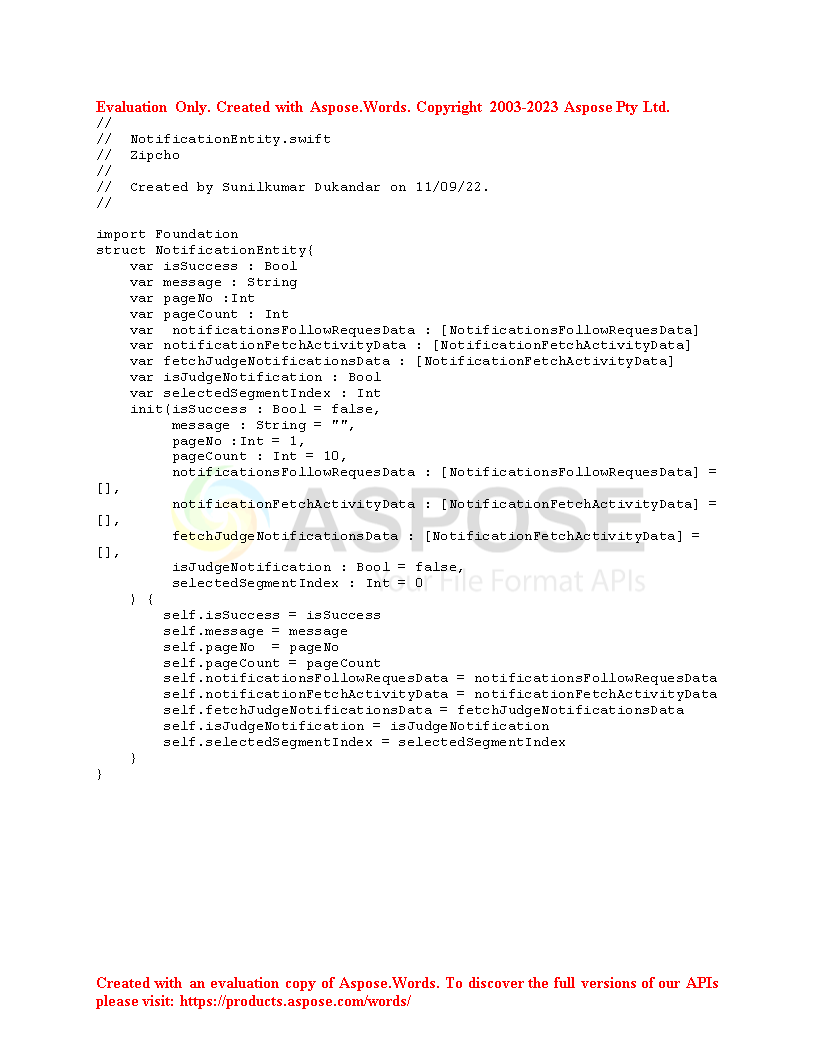 Evaluation Only. Created with Aspose.Words. Copyright 2003-2023 Aspose Pty Ltd.
//
//  NotificationEntity.swift
//  Zipcho
//
//  Created by Sunilkumar Dukandar on 11/09/22.
//

import Foundation
struct NotificationEntity{
    var isSuccess : Bool
    var message : String
    var pageNo :Int
    var pageCount : Int
    var  notificationsFollowRequesData : [NotificationsFollowRequesData]
    var notificationFetchActivityData : [NotificationFetchActivityData]
    var fetchJudgeNotificationsData : [NotificationFetchActivityData]
    var isJudgeNotification : Bool
    var selectedSegmentIndex : Int
    init(isSuccess : Bool = false,
         message : String = "",
         pageNo :Int = 1,
         pageCount : Int = 10,
         notificationsFollowRequesData : [NotificationsFollowRequesData] =
[],
         notificationFetchActivityData : [NotificationFetchActivityData] =
[],
         fetchJudgeNotificationsData : [NotificationFetchActivityData] =
[],
         isJudgeNotification : Bool = false,
         selectedSegmentIndex : Int = 0
    ) {
        self.isSuccess = isSuccess
        self.message = message
        self.pageNo  = pageNo
        self.pageCount = pageCount
        self.notificationsFollowRequesData = notificationsFollowRequesData
        self.notificationFetchActivityData = notificationFetchActivityData
        self.fetchJudgeNotificationsData = fetchJudgeNotificationsData
        self.isJudgeNotification = isJudgeNotification
        self.selectedSegmentIndex = selectedSegmentIndex
    }
}
ASPOSE
Your File Format APIs
Created with an evaluation copy of Aspose.Words. To discover the full versions of our APIs
please visit: https://products.aspose.com/words/